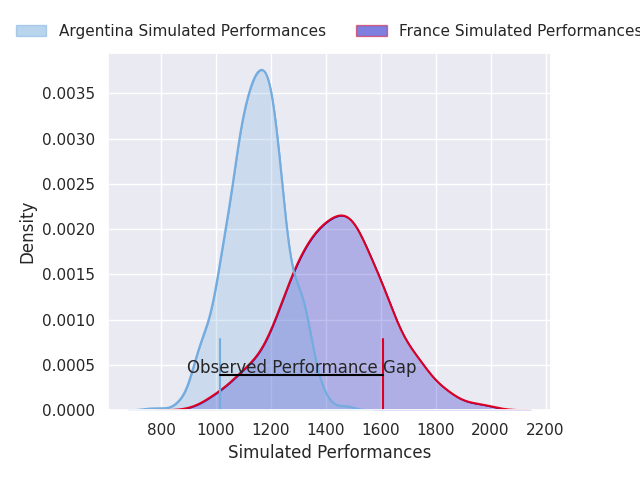 Argentina Simulated Performances
France Simulated Performances
0.0035
0.0030
0.0025
0.0020
0.0015
0.0010
0.0005
0.0000
Density
Observed Performance Gap
800 1000 1200 1400 1600 1800 2000 2200
Simulated Performances